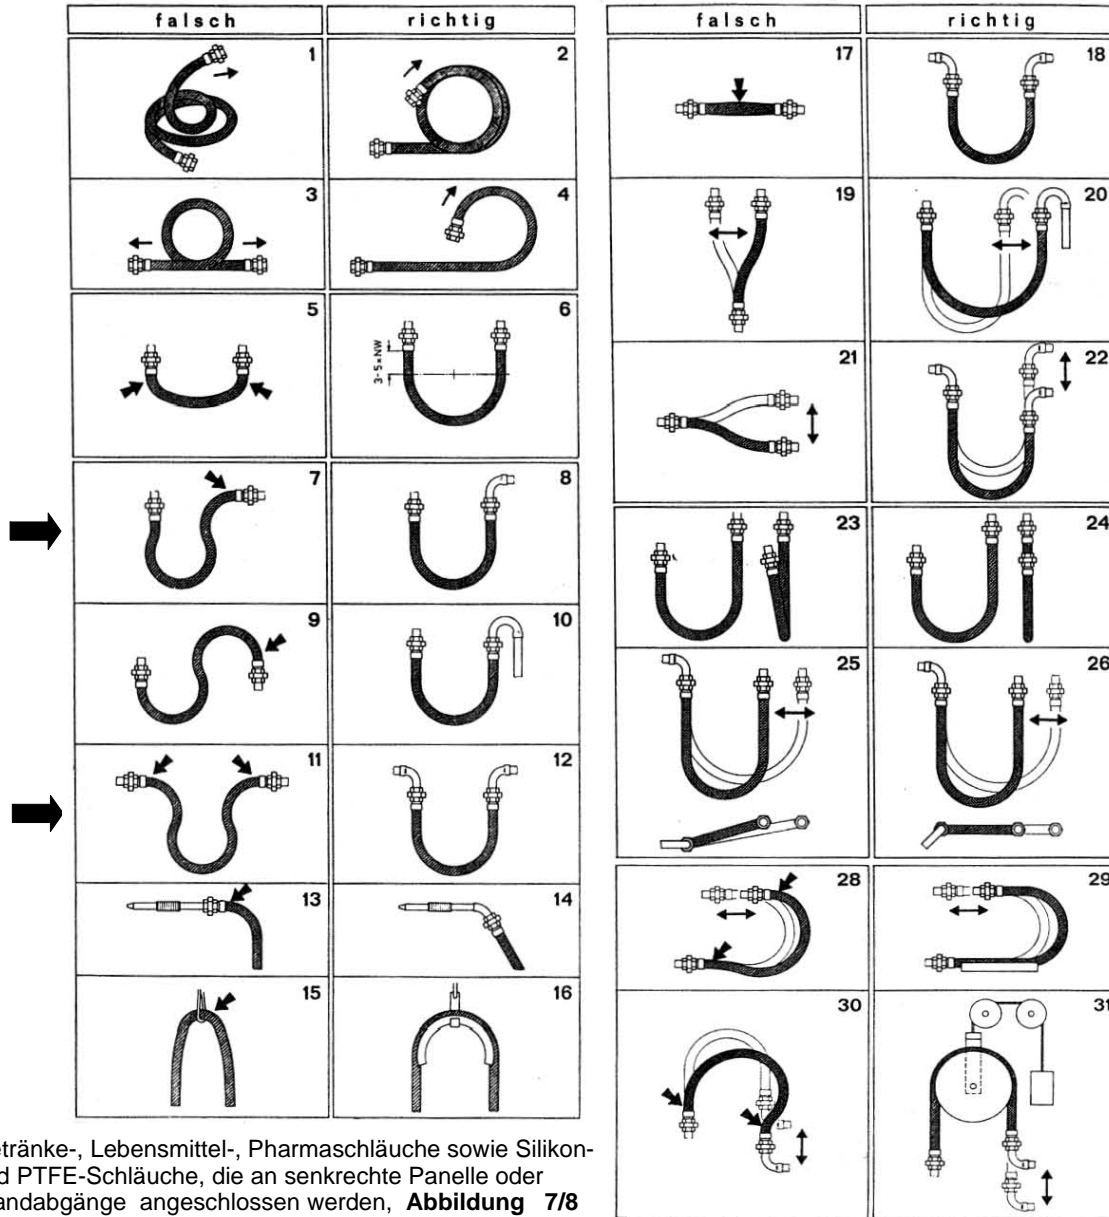 falsch richtig
1 2
3 4
5 6
3-5×NW
7 8
9 10
11 12
13 14
15 16
falsch richtig
17 18
19 20
21 22
23 24
25 26
28 29
30 31
etränke-, Lebensmittel-, Pharmaschläuche sowie Silikon-
d PTFE-Schläuche, die an senkrechte Panelle oder
andabgänge angeschlossen werden, Abbildung 7/8